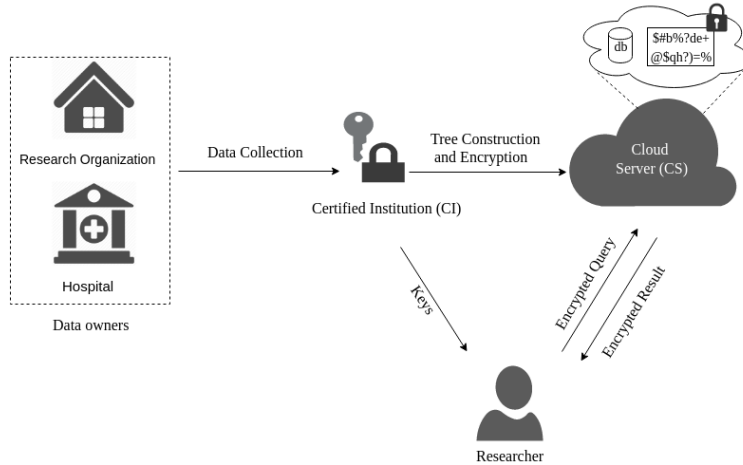 db
$#b%?de+
@$qh?)=%
Research Organization
Data Collection
Tree Construction
and Encryption
Cloud
Server (CS)
Certified Institution (CI)
Hospital
Data owners
Keys
Encrypted Query
Encrypted Result
Researcher